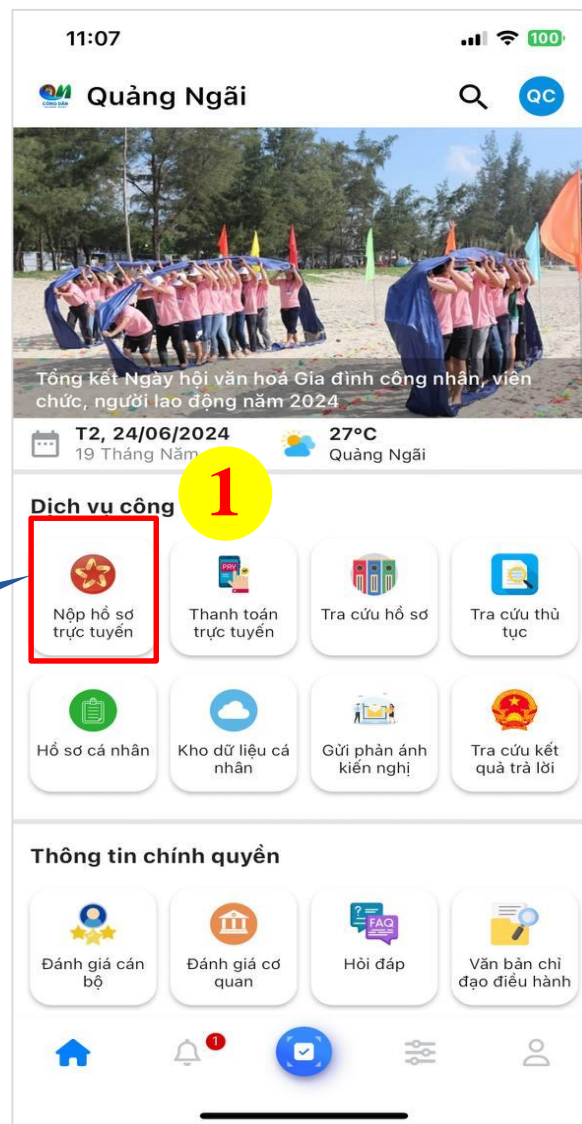 11:07
100
CÔNG DÂN
Quảng Ngãi
QC
Tổng kết Ngày hội văn hoá Gia đình công nhân, viên
chức, người lao động năm 2024
T2, 24/06/2024
19 Tháng Năm
27°C
Quảng Ngãi
Dịch vụ công
1
PAY
Nộp hồ sơ
trực tuyến
Thanh toán
trực tuyến
Tra cứu hồ sơ
Tra cứu thủ
tục
Hồ sơ cá nhân
Kho dữ liệu cá
nhân
Gửi phản ánh
kiến nghị
Tra cứu kết
quả trả lời
Thông tin chính quyền
?
FAQ
Đánh giá cán
bộ
Đánh giá cơ
quan
Hỏi đáp
Văn bản chỉ
đạo điều hành
1